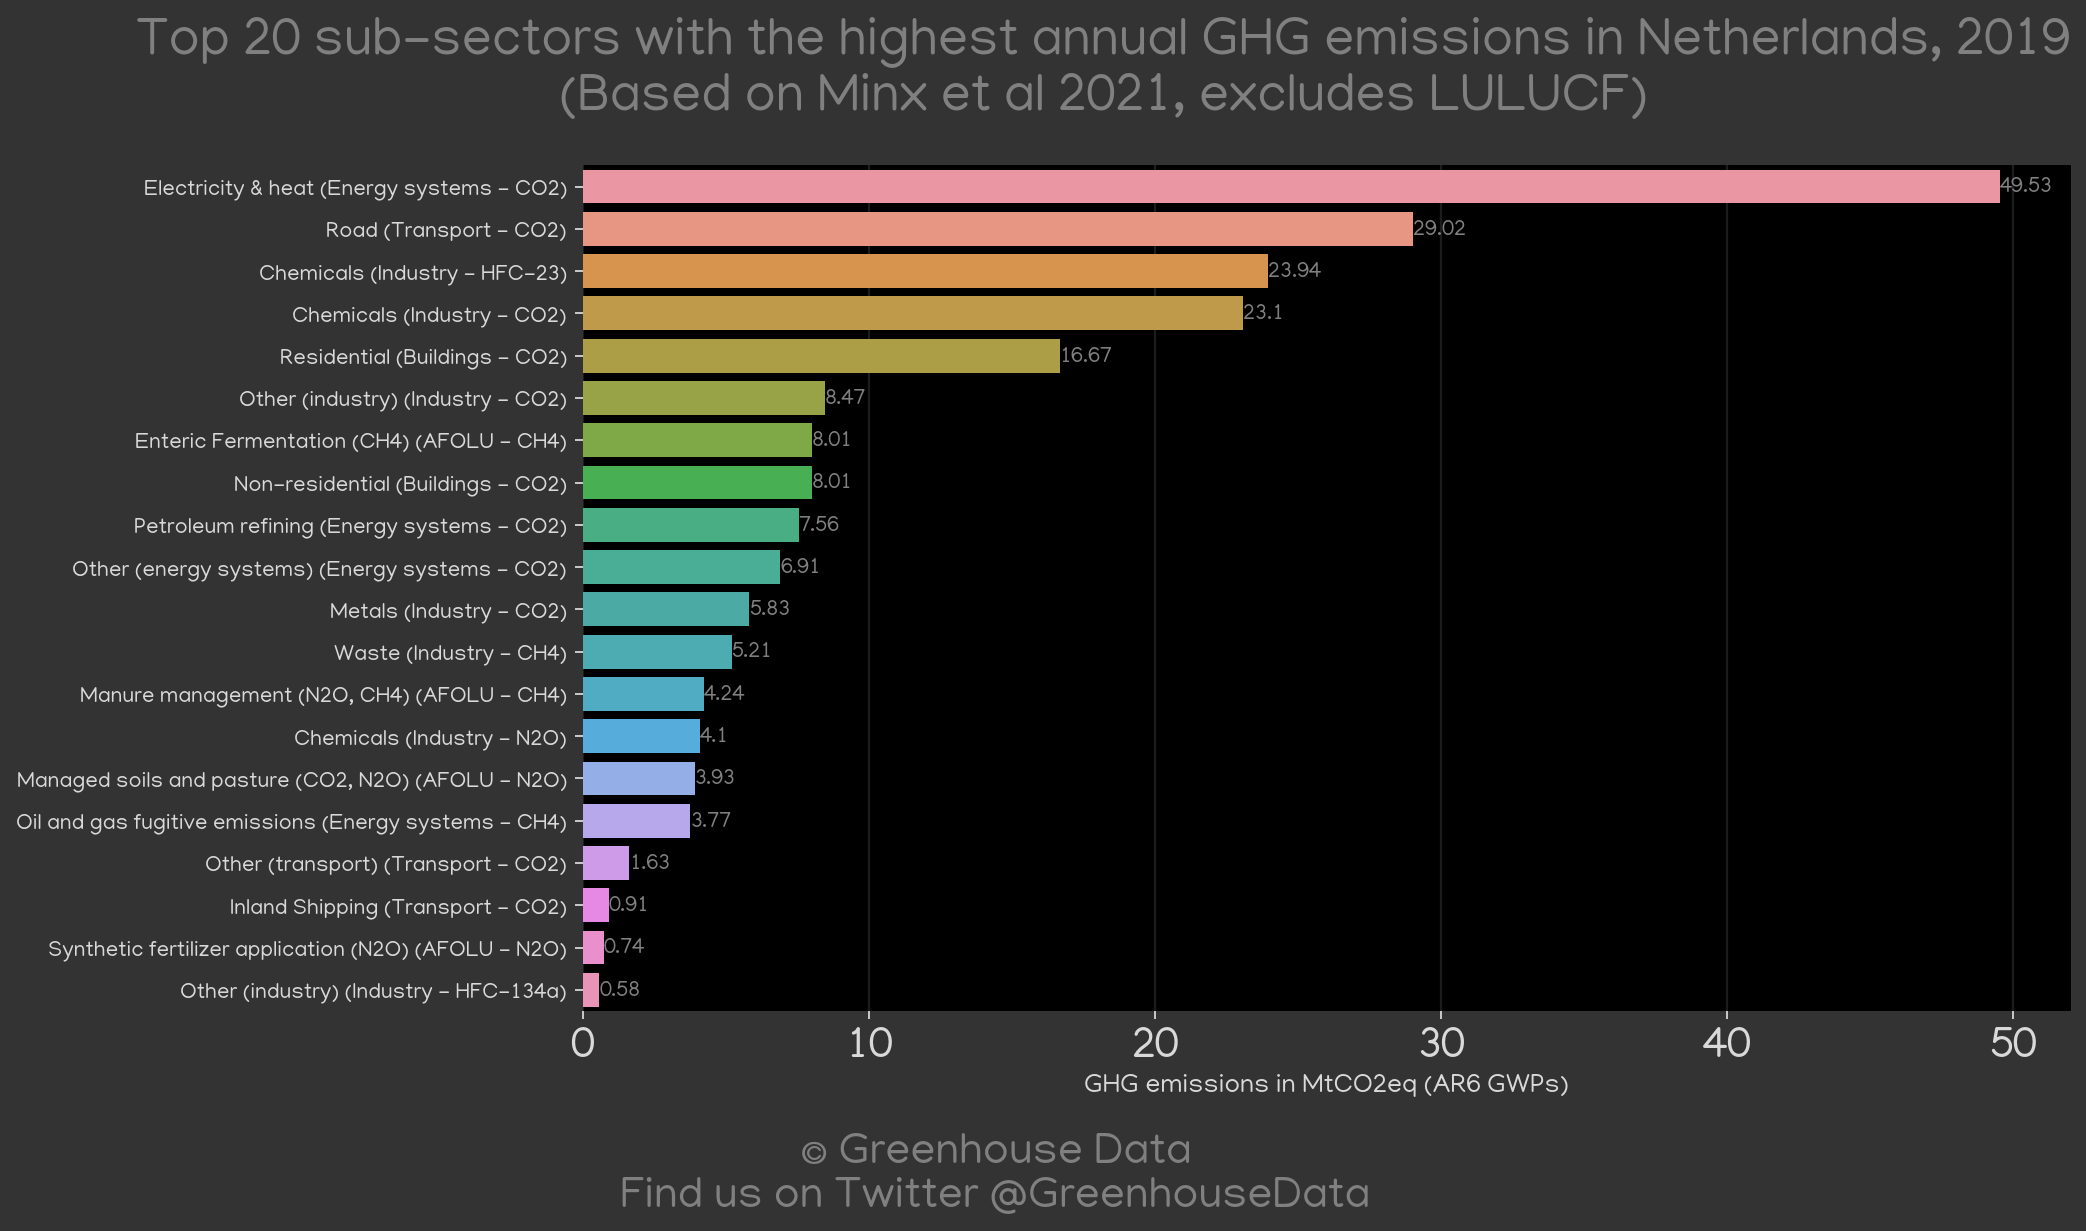 Top 20 sub-sectors with the highest annual GHG emissions in Netherlands, 2019
(Based on Minx et al 2021, excludes LULUCF)
Electricity & heat (Energy systems - CO2) 49.53
Road (Transport - CO2) 29.02
Chemicals (Industry - HFC-23) 23.94
Chemicals (Industry - CO2) 23.1
Residential (Buildings - CO2) 16.67
Other (industry) (Industry - CO2) 8.47
Enteric Fermentation (CH4) (AFOLU - CH4) 8.01
Non-residential (Buildings - CO2) 8.01
Petroleum refining (Energy systems - CO2) 7.56
Other (energy systems) (Energy systems - CO2) 6.91
Metals (Industry - CO2) 5.83
Waste (Industry - CH4) 5.21
Manure management (N2O, CH4) (AFOLU - CH4) 4.24
Chemicals (Industry - N2O) 4.1
Managed soils and pasture (CO2, N2O) (AFOLU - N2O) 3.93
Oil and gas fugitive emissions (Energy systems - CH4) 3.77
Other (transport) (Transport - CO2) 1.63
Inland Shipping (Transport - CO2) 0.91
Synthetic fertilizer application (N2O) (AFOLU - N2O) 0.74
Other (industry) (Industry - HFC-134a) 0.58
0 10 20 30 40 50
GHG emissions in MtCO2eq (AR6 GWPs)
© Greenhouse Data
Find us on Twitter @GreenhouseData